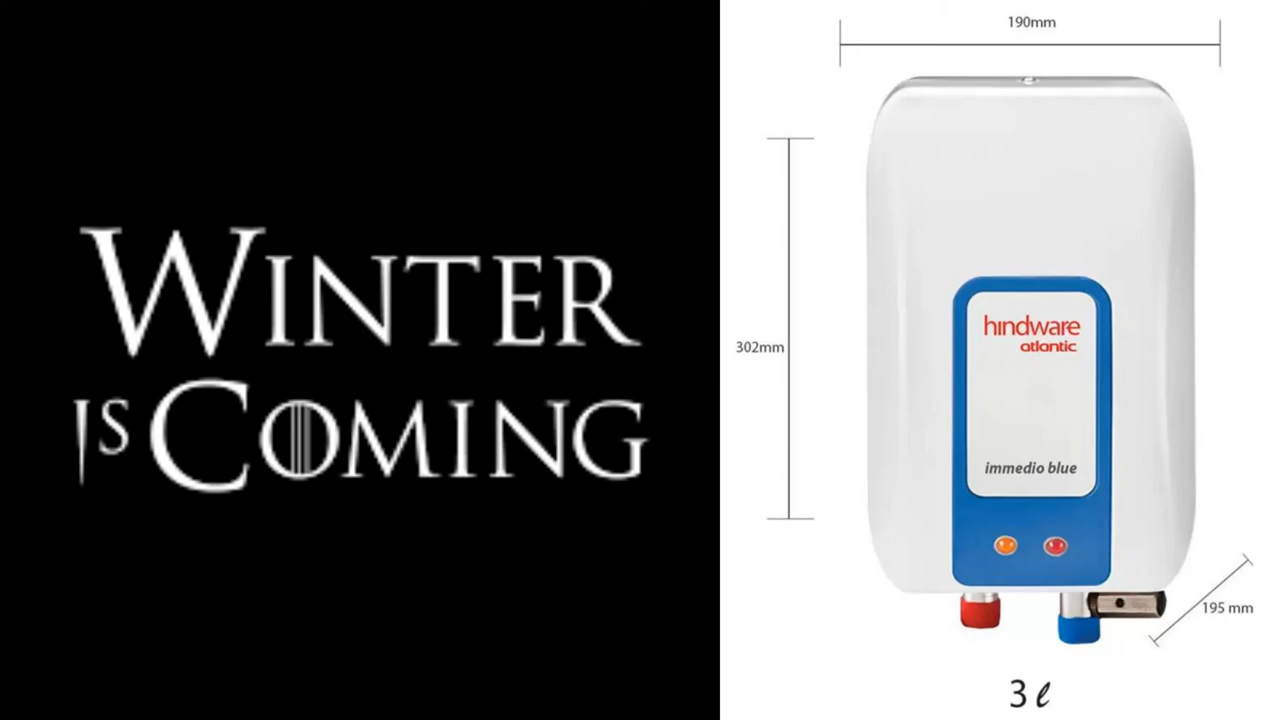 WINTER
IS COMING
190mm
302mm
hindware
atlantic
immedio blue
195 mm
3 ℓ